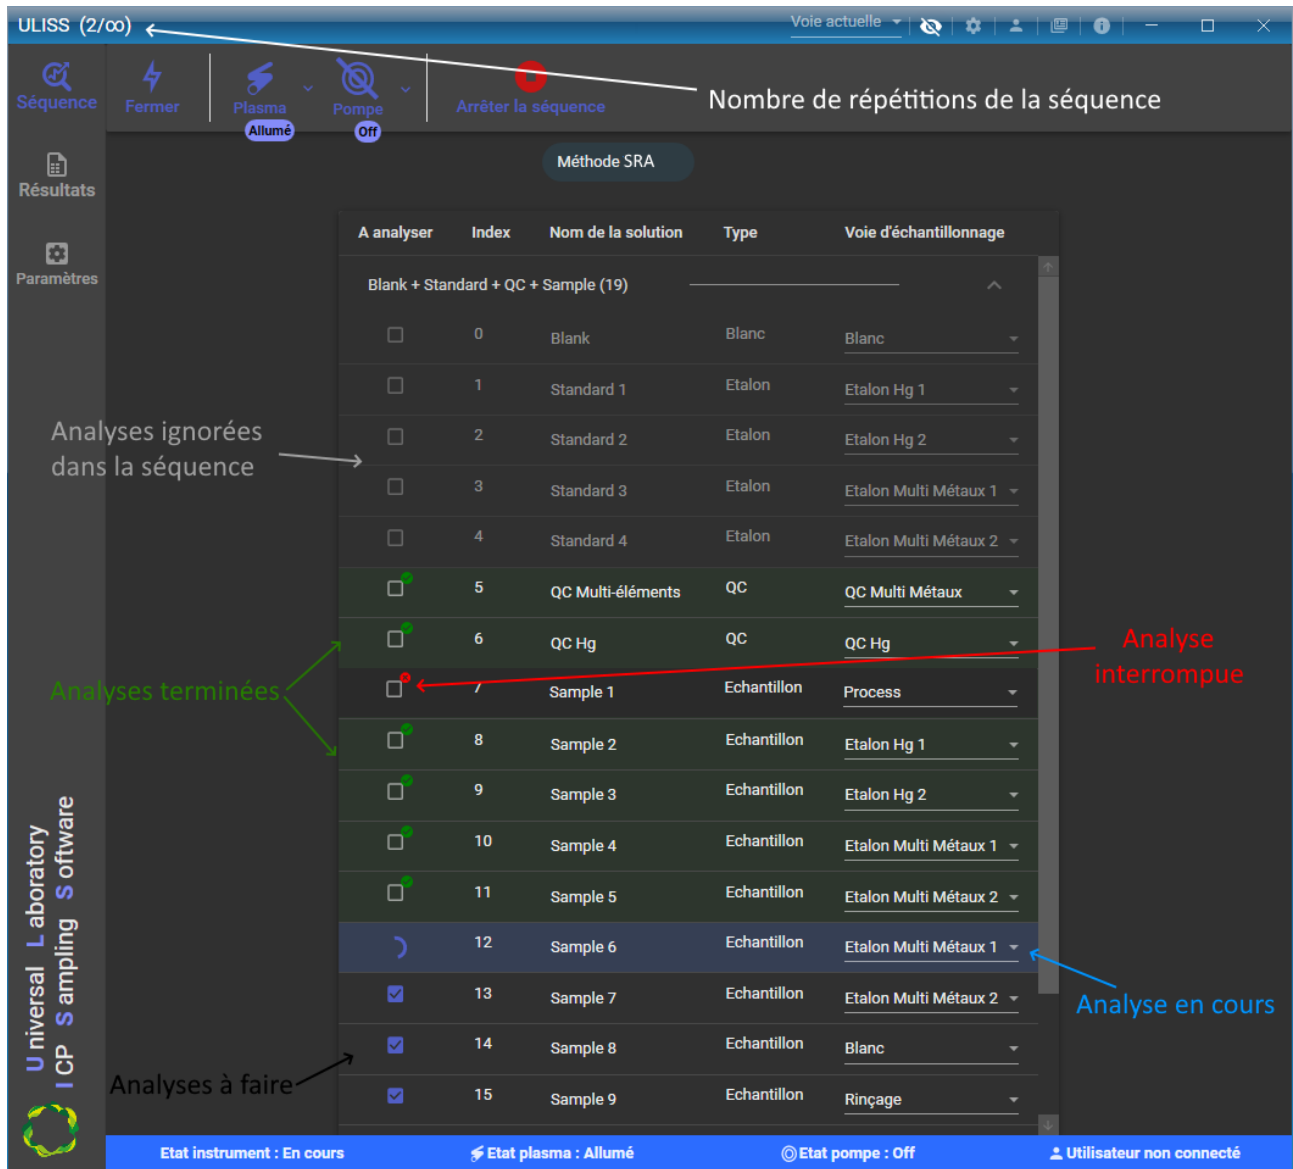 ULISS (2/∞)
Voie actuelle
Séquence
Fermer
Plasma
Allumé
Pompe
Off
Arrêter la séquence
Nombre de répétitions de la séquence
Résultats
Paramètres
Méthode SRA
A analyser Index Nom de la solution Type Voie d'échantillonnage
Blank + Standard + QC + Sample (19)
0 Blank Blanc Blanc
1 Standard 1 Etalon Etalon Hg 1
2 Standard 2 Etalon Etalon Hg 2
3 Standard 3 Etalon Etalon Multi Métaux 1
4 Standard 4 Etalon Etalon Multi Métaux 2
5 QC Multi-éléments QC QC Multi Métaux
6 QC Hg QC QC Hg
7 Sample 1 Echantillon Process
8 Sample 2 Echantillon Etalon Hg 1
9 Sample 3 Echantillon Etalon Hg 2
10 Sample 4 Echantillon Etalon Multi Métaux 1
11 Sample 5 Echantillon Etalon Multi Métaux 2
12 Sample 6 Echantillon Etalon Multi Métaux 1
13 Sample 7 Echantillon Etalon Multi Métaux 2
14 Sample 8 Echantillon Blanc
15 Sample 9 Echantillon Rinçage
Analyses ignorées
dans la séquence
Analyses terminées
Analyse
interrompue
Analyse en cours
Analyses à faire
Universal Laboratory
ICP Sampling Software
Etat instrument : En cours
Etat plasma : Allumé
Etat pompe : Off
Utilisateur non connecté